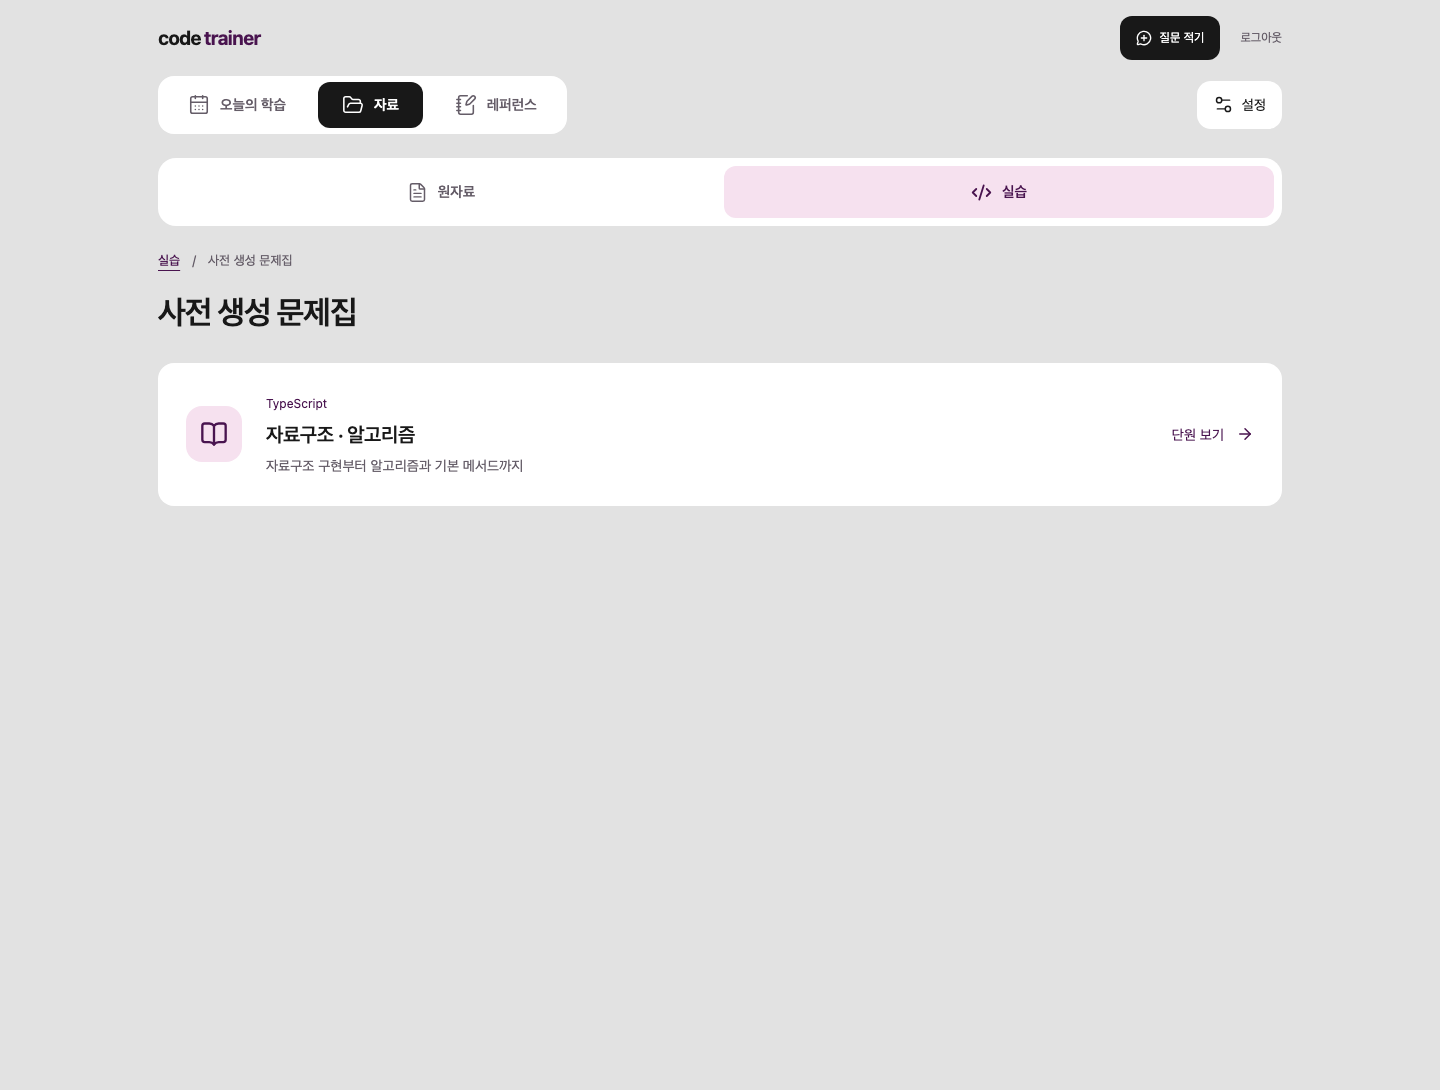 code trainer
질문 적기
로그아웃
오늘의 학습
자료
레퍼런스
설정
원자료
실습
실습 / 사전 생성 문제집
사전 생성 문제집
TypeScript
자료구조 · 알고리즘
자료구조 구현부터 알고리즘과 기본 메서드까지
단원 보기